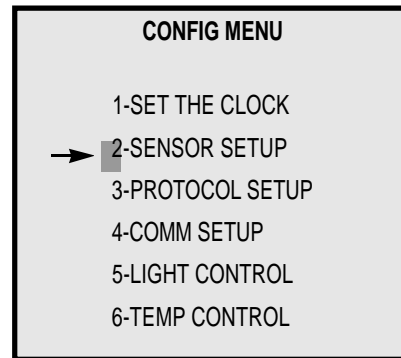 CONFIG MENU
1-SET THE CLOCK
2-SENSOR SETUP
3-PROTOCOL SETUP
4-COMM SETUP
5-LIGHT CONTROL
6-TEMP CONTROL